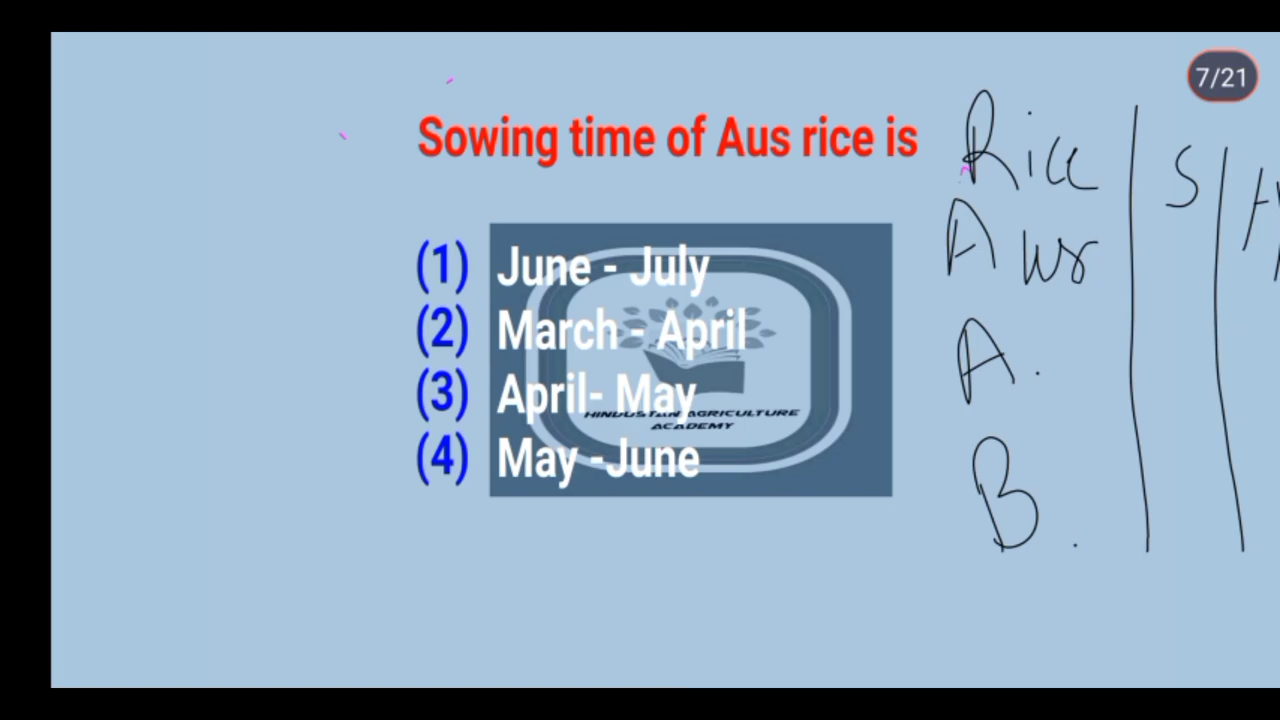 7/21
Sowing time of Aus rice is
(1) June - July
(2) March - April
(3) April- May
(4) May -June
HINDUSTAN AGRICULTURE
ACADEMY
Rice S H
Aus
A.
B.